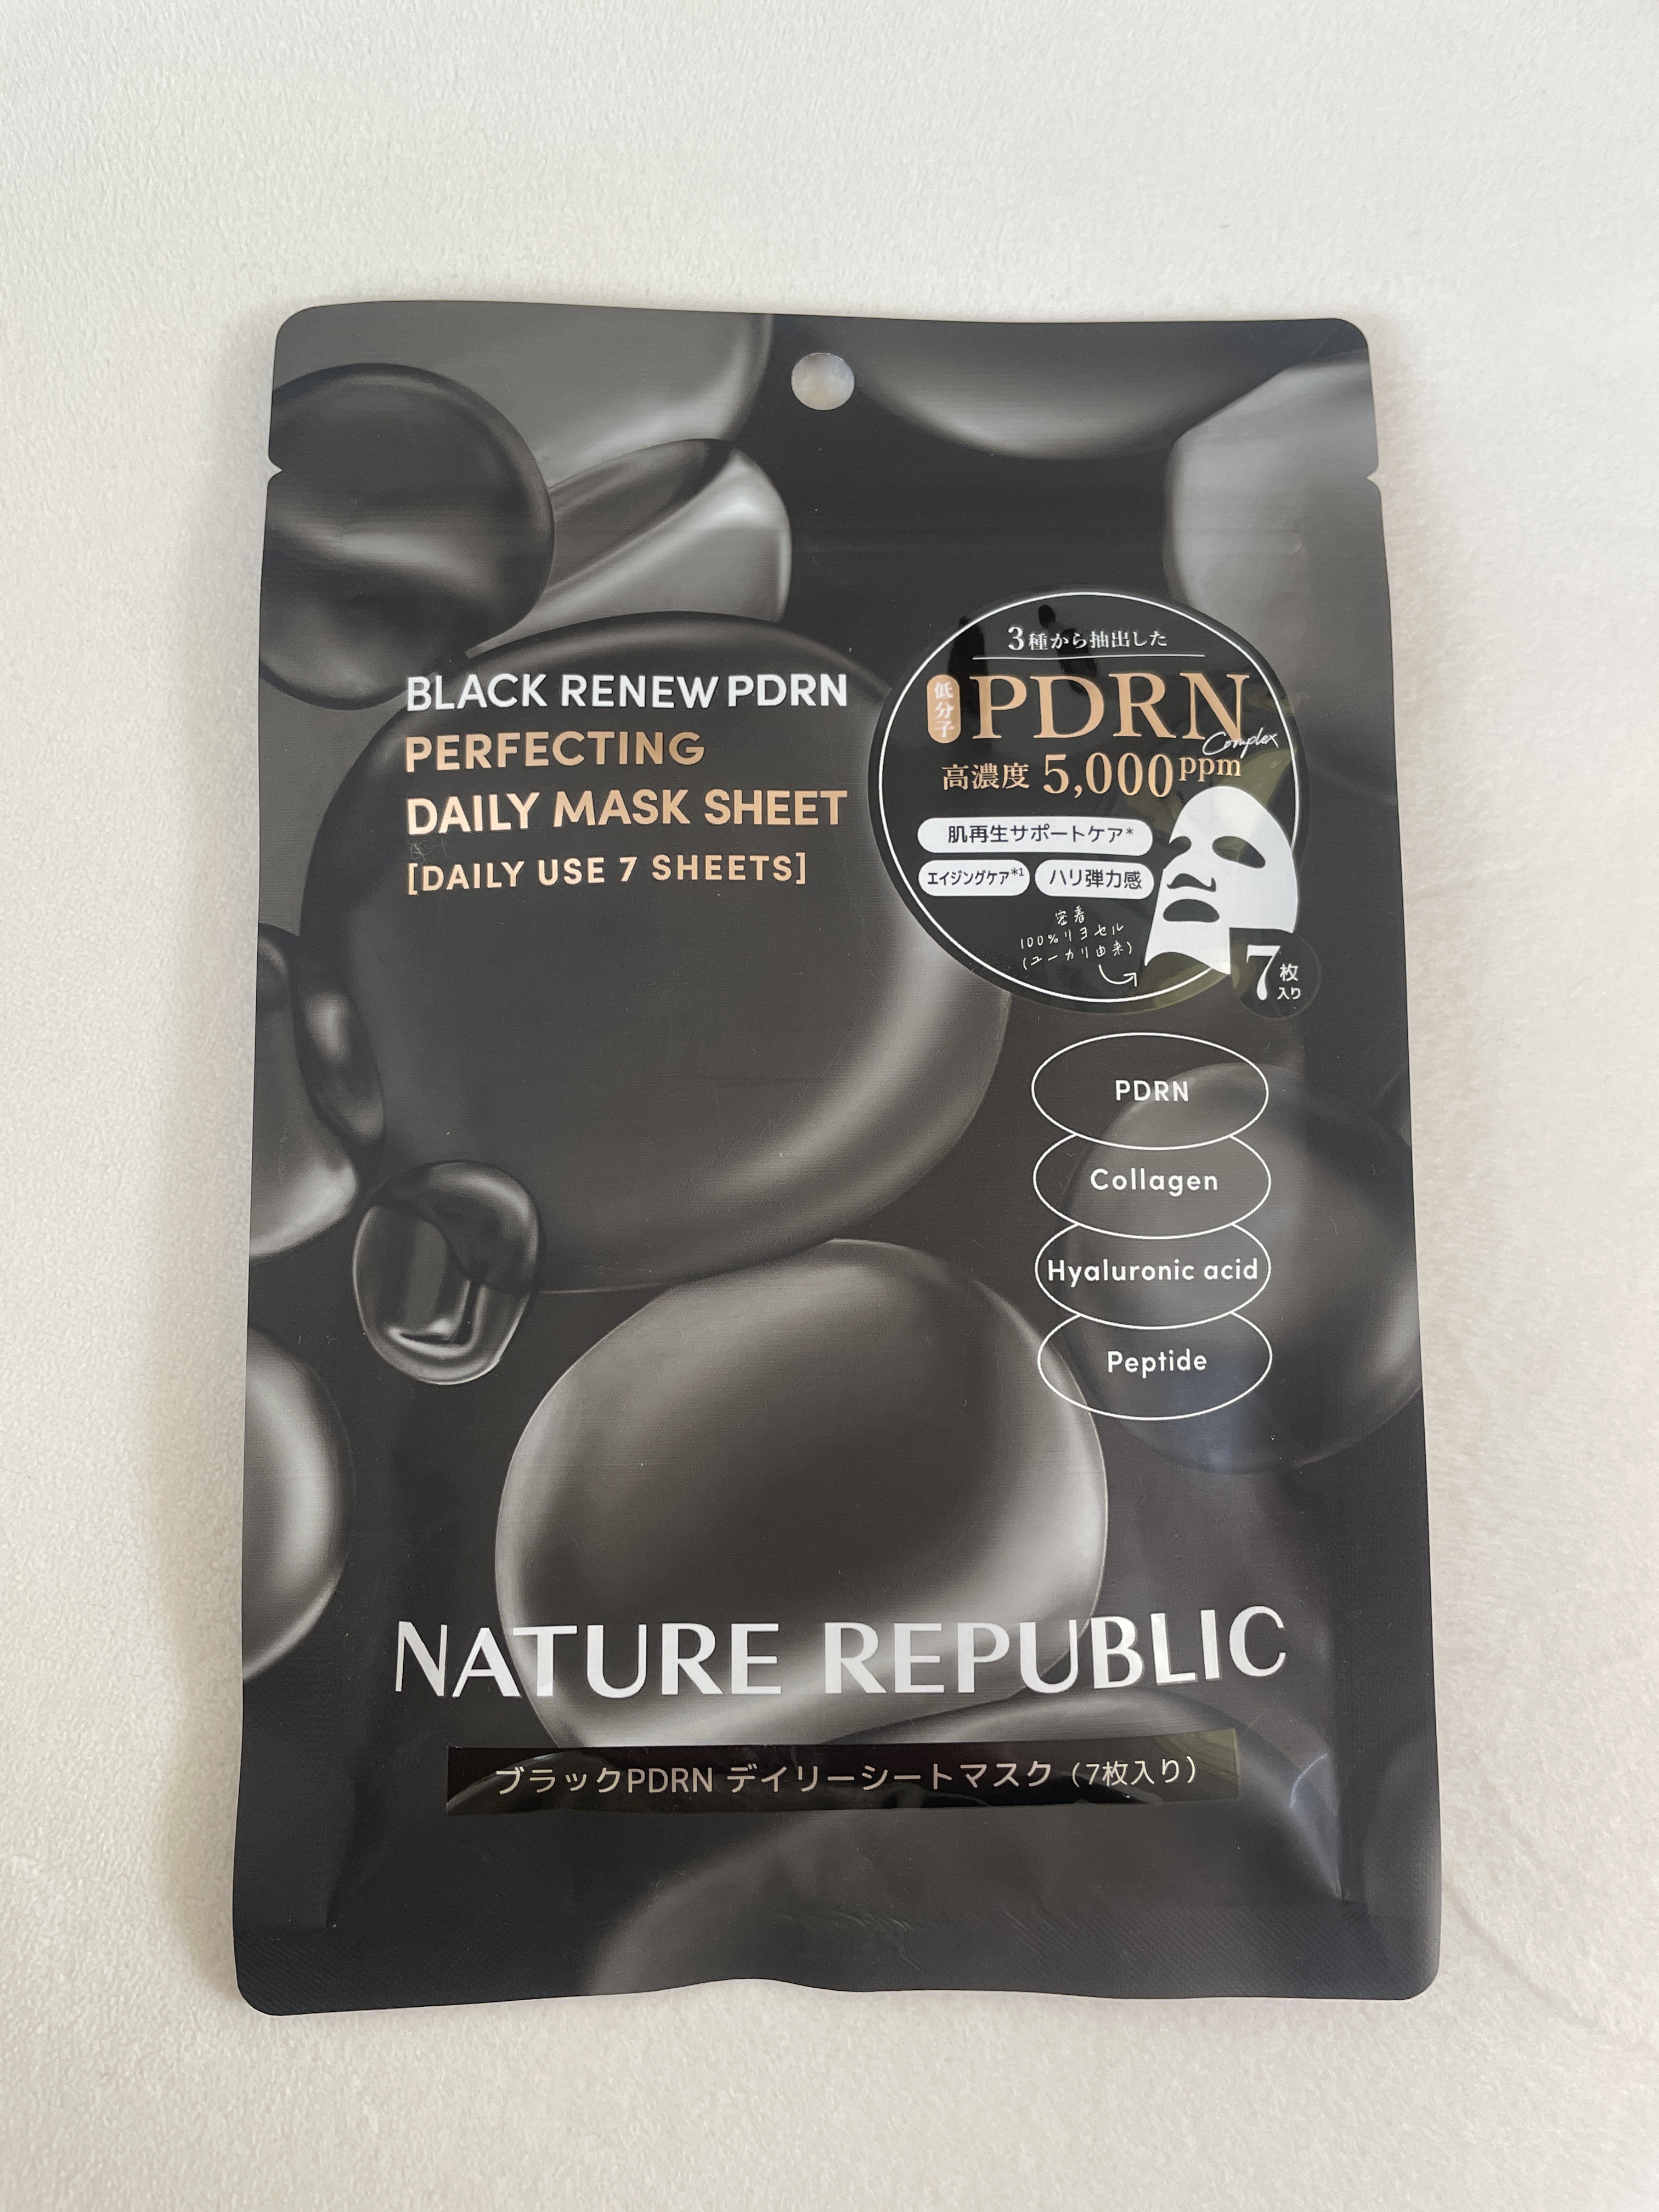 BLACK RENEW PDRN
PERFECTING
DAILY MASK SHEET
[DAILY USE 7 SHEETS]
3種から抽出した
低分子
PDRN
Complex
高濃度 5,000ppm
肌再生サポートケア*
エイジングケア*1 ハリ弾力感
密着
100%リヨセル
(ユーカリ由来)
7枚入り
PDRN
Collagen
Hyaluronic acid
Peptide
NATURE REPUBLIC
ブラックPDRN デイリーシートマスク（7枚入り）